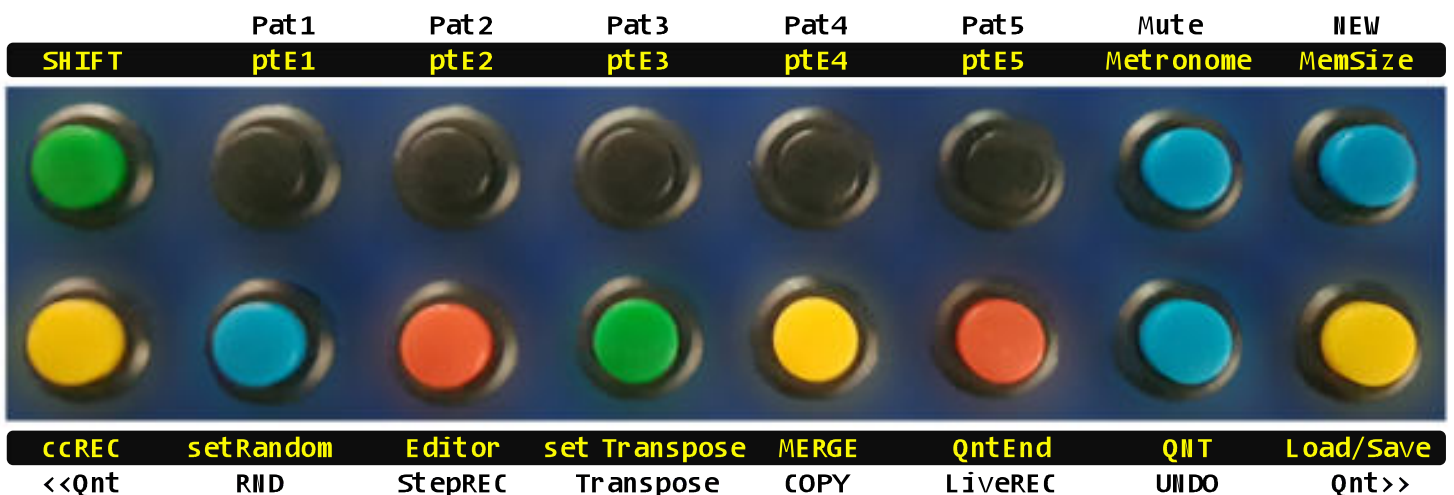 Pat1 Pat2 Pat3 Pat4 Pat5 Mute NEW
SHIFT ptE1 ptE2 ptE3 ptE4 ptE5 Metronome MemSize
ccREC setRandom Editor set Transpose MERGE QntEnd QNT Load/Save
<<Qnt RND StepREC Transpose COPY LiveREC UNDO Qnt>>